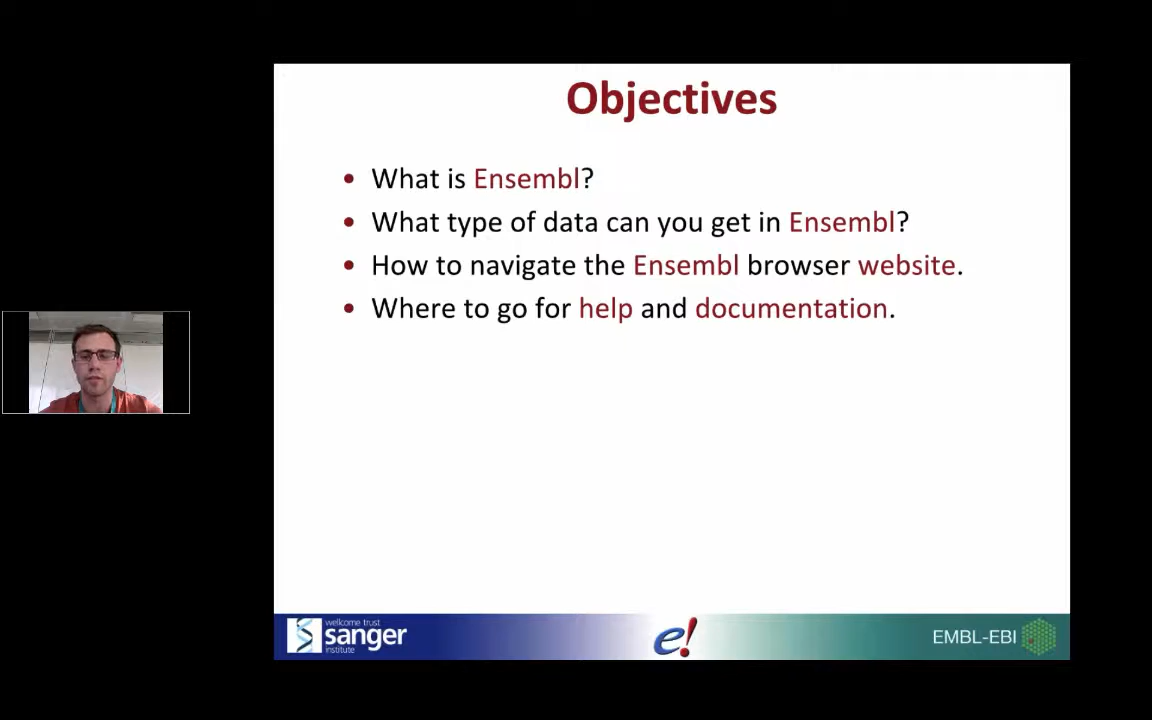 Objectives
• What is Ensembl?
• What type of data can you get in Ensembl?
• How to navigate the Ensembl browser website.
• Where to go for help and documentation.
wellcome trust
sanger
institute
e!
EMBL-EBI